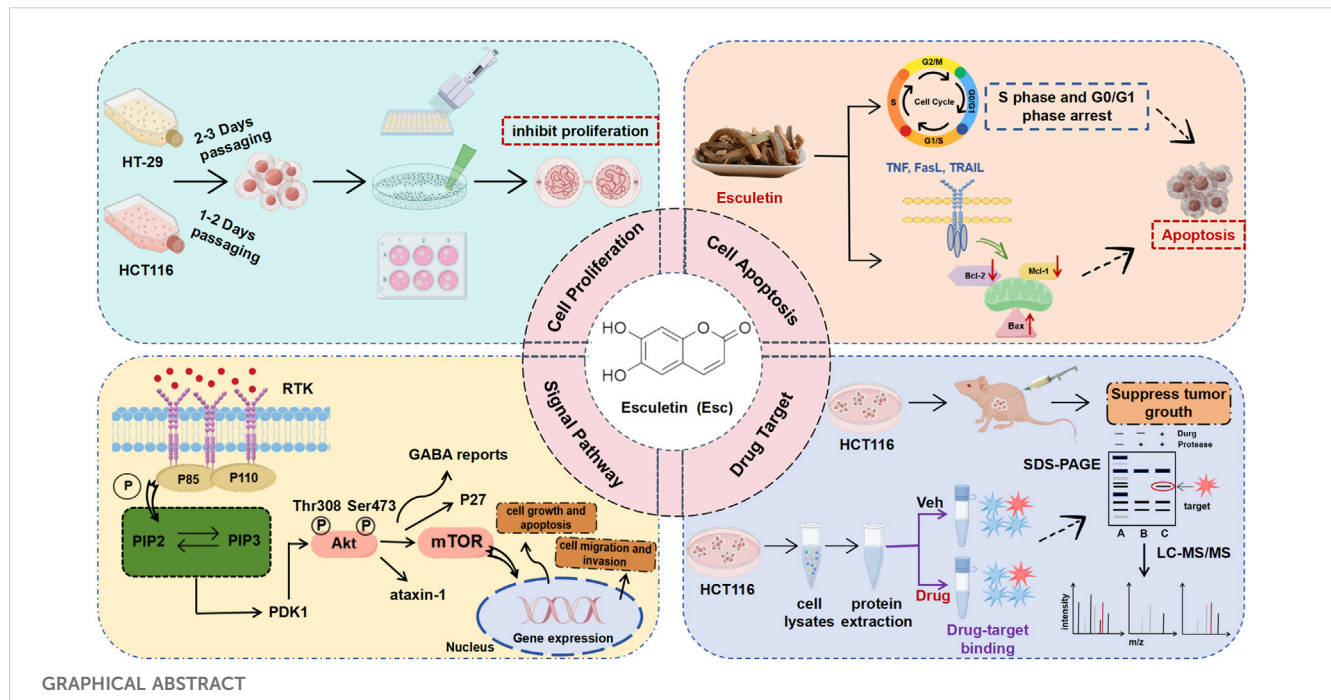 HT-29
2-3 Days
passaging
HCT116
1-2 Days
passaging
1 2 3
A
B
inhibit proliferation
Esculetin
G2/M
G0/G1
G1/S
S
Cell Cycle
S phase and G0/G1
phase arrest
TNF, FasL, TRAIL
Bcl-2
Mcl-1
Bax
Apoptosis
Cell Proliferation
Cell Apoptosis
Signal Pathway
Drug Target
HO
HO
O
O
Esculetin (Esc)
RTK
P85
P110
P
PIP2
PIP3
PDK1
Thr308 Ser473
P
P
Akt
mTOR
GABA reports
P27
ataxin-1
cell growth and
apoptosis
cell migration and
invasion
Gene expression
Nucleus
HCT116
Suppress tumor
grouth
— — + Durg
— + + Protease
SDS-PAGE
target
A B C
LC-MS/MS
HCT116
cell
lysates
protein
extraction
Veh
Drug
Drug-target
binding
intensity
m/z
GRAPHICAL ABSTRACT